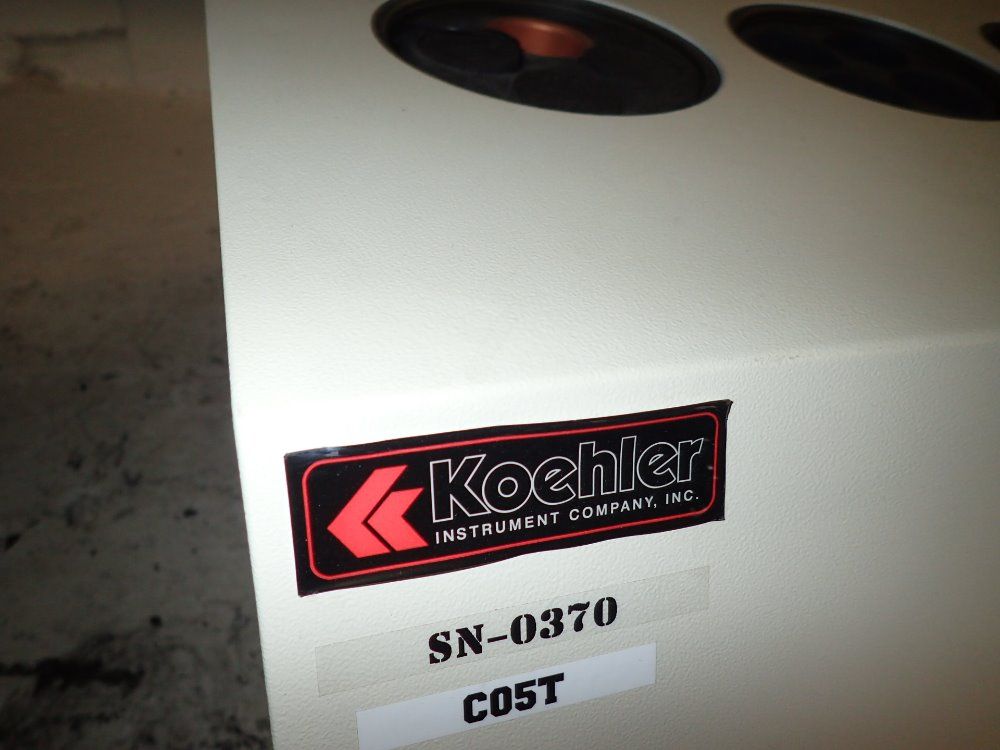 Koehler
INSTRUMENT COMPANY, INC.
SN-0370
C05T